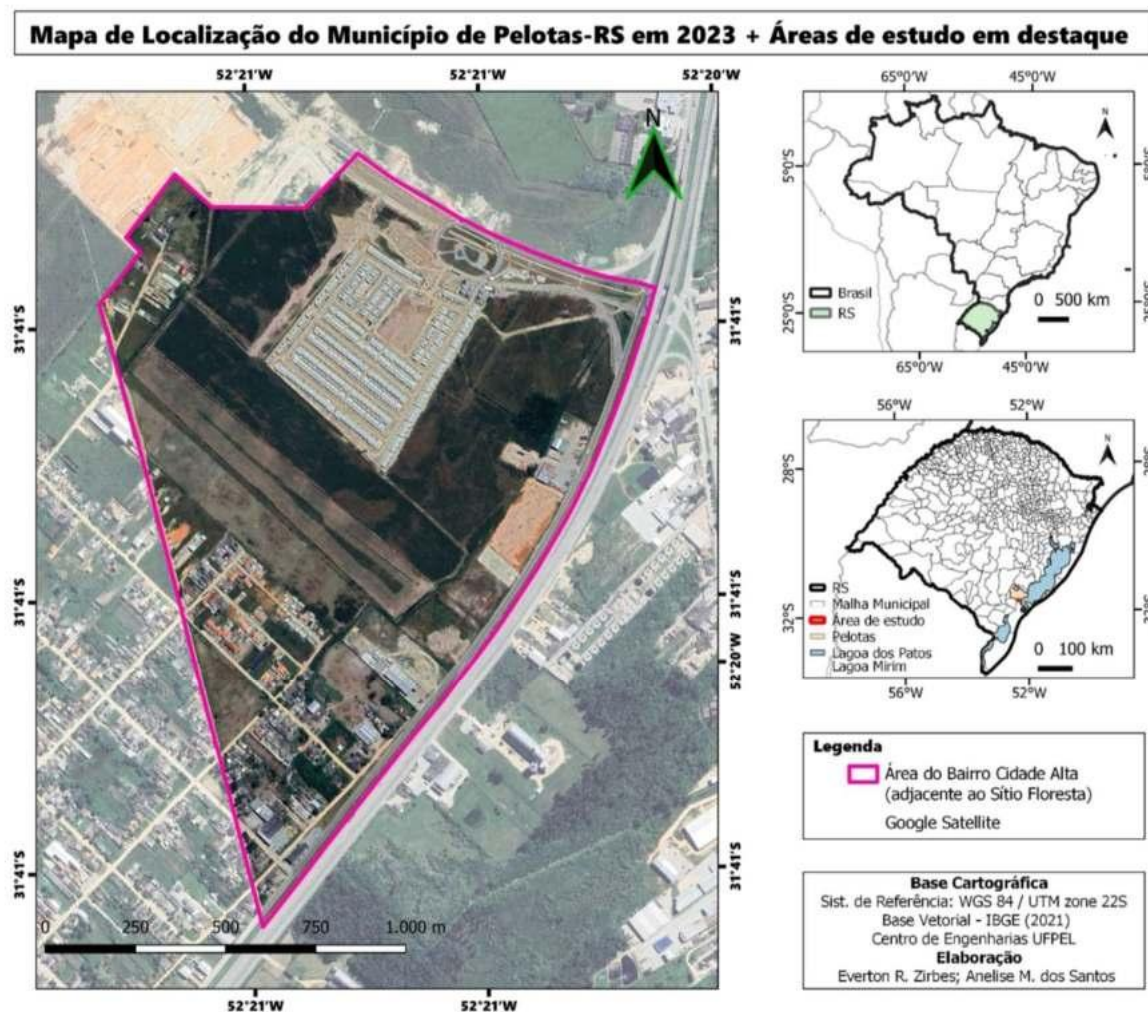 Mapa de Localização do Município de Pelotas-RS em 2023 + Áreas de estudo em destaque
52°21'W
52°21'W
52°20'W
N
31°41'S
31°41'S
31°41'S
31°41'S
31°41'S
52°20'W
31°41'S
0 250 500 750 1.000 m
52°21'W
52°21'W
65°0'W
45°0'W
N
5°0'S
25°0'S
Brasil
RS
0 500 km
65°0'W
45°0'W
56°W
52°W
N
28°S
28°S
32°S
RS
Malha Municipal
Área de estudo
Pelotas
Lagoa dos Patos
Lagoa Mirim
0 100 km
56°W
52°W
Legenda
Área do Bairro Cidade Alta
(adjacente ao Sítio Floresta)
Google Satellite
Base Cartográfica
Sist. de Referência: WGS 84 / UTM zone 22S
Base Vetorial - IBGE (2021)
Centro de Engenharias UFPEL
Elaboração
Everton R. Zirbes; Anelise M. dos Santos